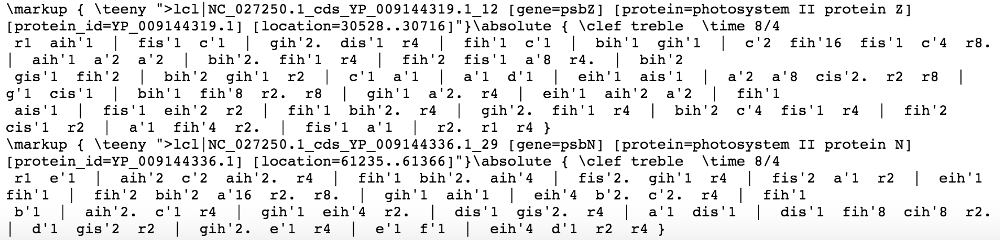 \markup { \teeny ">lcl|NC_027250.1_cds_YP_009144319.1_12 [gene=psbZ] [protein=photosystem II protein Z]
[protein_id=YP_009144319.1] [location=30528..30716]"}\absolute { \clef treble  \time 8/4
 r1  aih'1  |  fis'1  c'1  |  gih'2.  dis'1  r4  |  fih'1  c'1  |  bih'1  gih'1  |  c'2  fih'16  fis'1  c'4  r8.
|  aih'1  a'2  a'2  |  bih'2.  fih'1  r4  |  fih'2  fis'1  a'8  r4.  |  bih'2
 gis'1  fih'2  |  bih'2  gih'1  r2  |  c'1  a'1  |  a'1  d'1  |  eih'1  ais'1  |  a'2  a'8  cis'2.  r2  r8  |
g'1  cis'1  |  bih'1  fih'8  r2.  r8  |  gih'1  a'2.  r4  |  eih'1  aih'2  a'2  |  fih'1
 ais'1  |  fis'1  eih'2  r2  |  fih'1  bih'2.  r4  |  gih'2.  fih'1  r4  |  bih'2  c'4  fis'1  r4  |  fih'2
cis'1  r2  |  a'1  fih'4  r2.  |  fis'1  a'1  |  r2.  r1  r4 }
\markup { \teeny ">lcl|NC_027250.1_cds_YP_009144336.1_29 [gene=psbN] [protein=photosystem II protein N]
[protein_id=YP_009144336.1] [location=61235..61366]"}\absolute { \clef treble  \time 8/4
 r1  e'1  |  aih'2  c'2  aih'2.  r4  |  fih'1  bih'2.  aih'4  |  fis'2.  gih'1  r4  |  fis'2  a'1  r2  |  eih'1
fih'1  |  fih'2  bih'2  a'16  r2.  r8.  |  gih'1  aih'1  |  eih'4  b'2.  c'2.  r4  |  fih'1
 b'1  |  aih'2.  c'1  r4  |  gih'1  eih'4  r2.  |  dis'1  gis'2.  r4  |  a'1  dis'1  |  dis'1  fih'8  cih'8  r2.
|  d'1  gis'2  r2  |  gih'2.  e'1  r4  |  e'1  f'1  |  eih'4  d'1  r2  r4 }